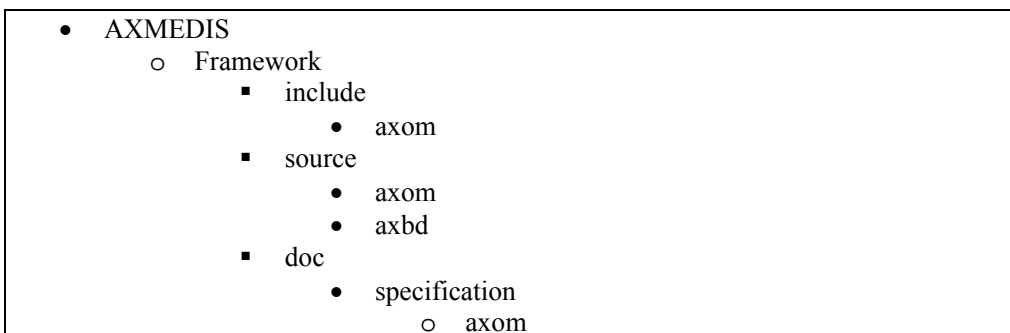 • AXMEDIS
o Framework
▪ include
• axom
▪ source
• axom
• axbd
▪ doc
• specification
o axom